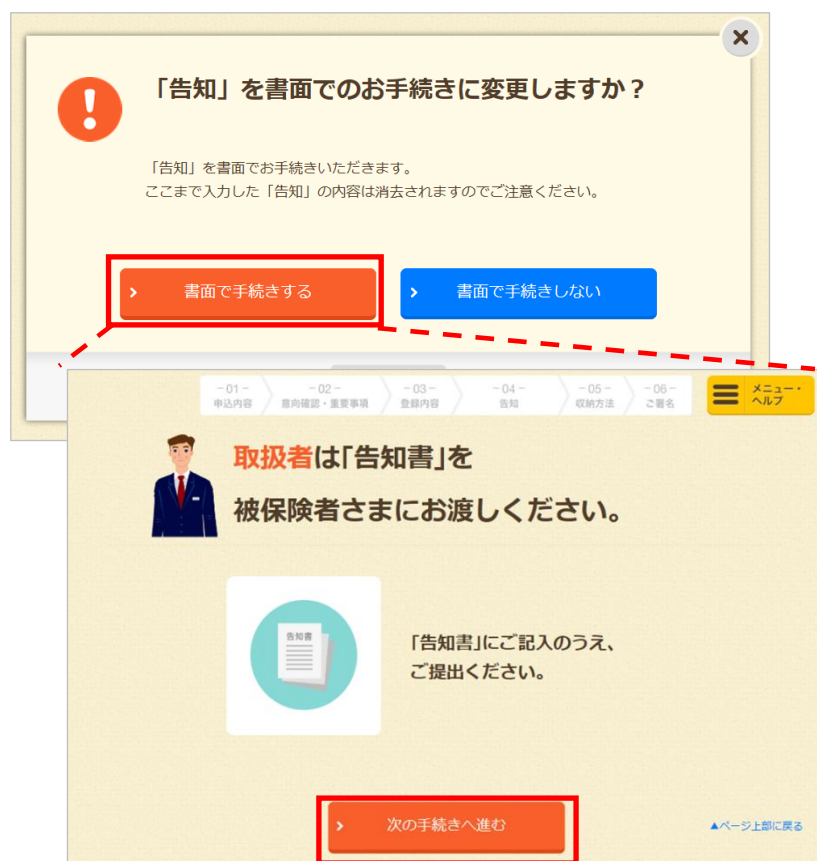 「告知」を書面でのお手続きに変更しますか？
「告知」を書面でお手続きいただきます。
ここまで入力した「告知」の内容は消去されますのでご注意ください。
書面で手続きする
書面で手続きしない
－01－
申込内容
－02－
意向確認・重要事項
－03－
登録内容
－04－
告知
－05－
収納方法
－06－
ご署名
メニュー・
ヘルプ
取扱者は「告知書」を
被保険者さまにお渡しください。
告知書
「告知書」にご記入のうえ、
ご提出ください。
次の手続きへ進む
▲ページ上部に戻る